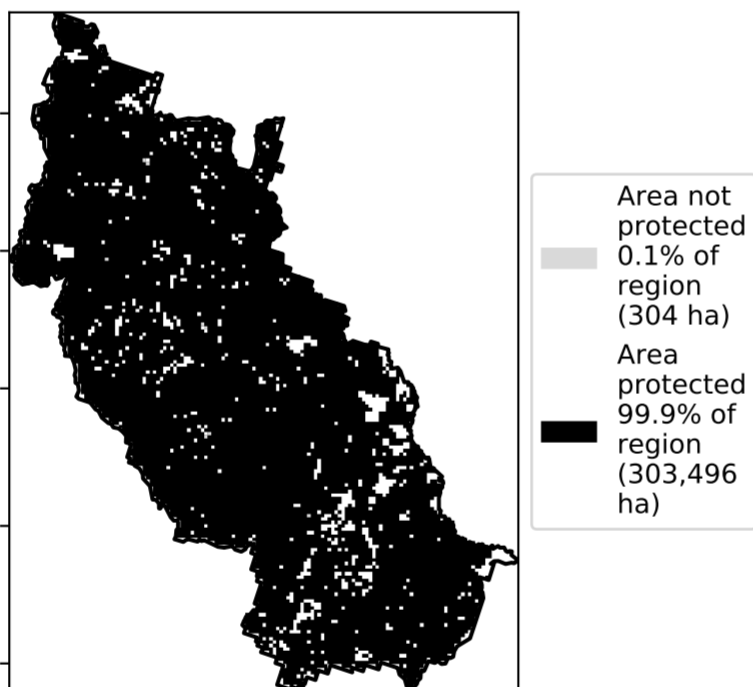 Area not
protected
0.1% of
region
(304 ha)
Area
protected
99.9% of
region
(303,496
ha)